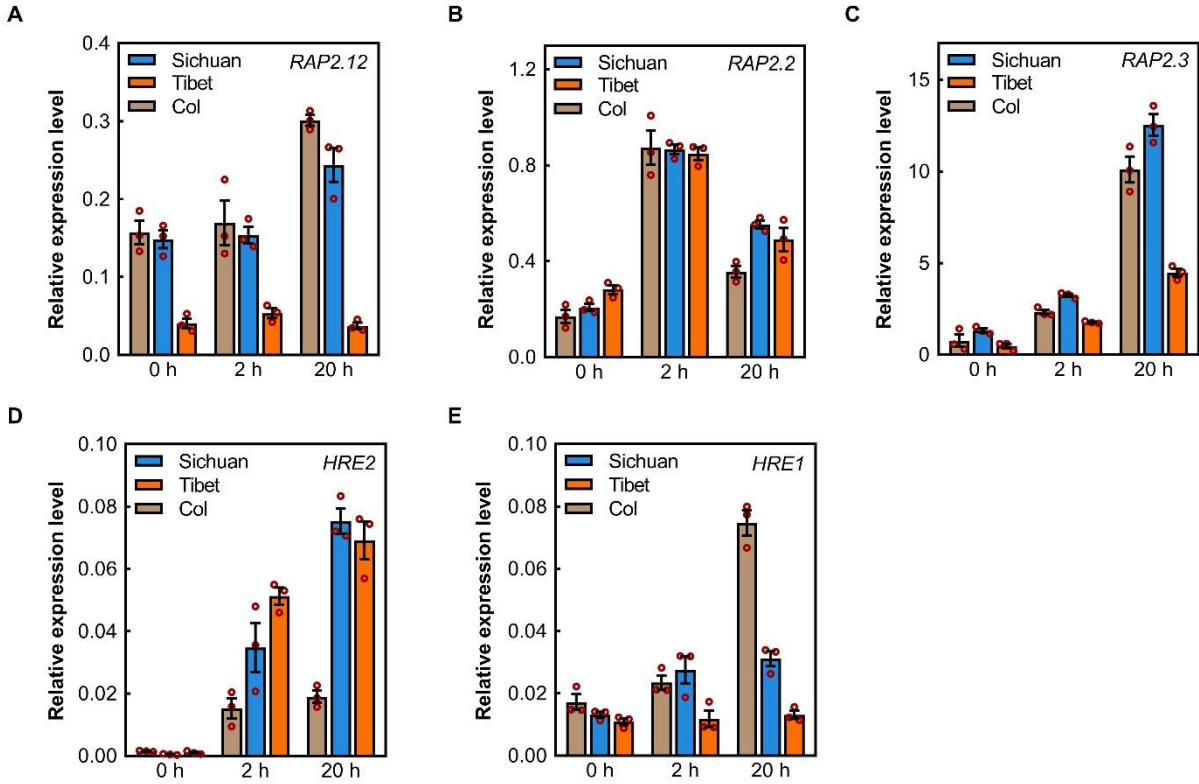 A
Relative expression level
0.4
0.3
0.2
0.1
0.0
Sichuan
Tibet
Col
RAP2.12
0 h 2 h 20 h
B
Relative expression level
1.2
0.8
0.4
0.0
Sichuan
Tibet
Col
RAP2.2
0 h 2 h 20 h
C
Relative expression level
15
10
5
0
Sichuan
Tibet
Col
RAP2.3
0 h 2 h 20 h
D
Relative expression level
0.10
0.08
0.06
0.04
0.02
0.00
Sichuan
Tibet
Col
HRE2
0 h 2 h 20 h
E
Relative expression level
0.10
0.08
0.06
0.04
0.02
0.00
Sichuan
Tibet
Col
HRE1
0 h 2 h 20 h